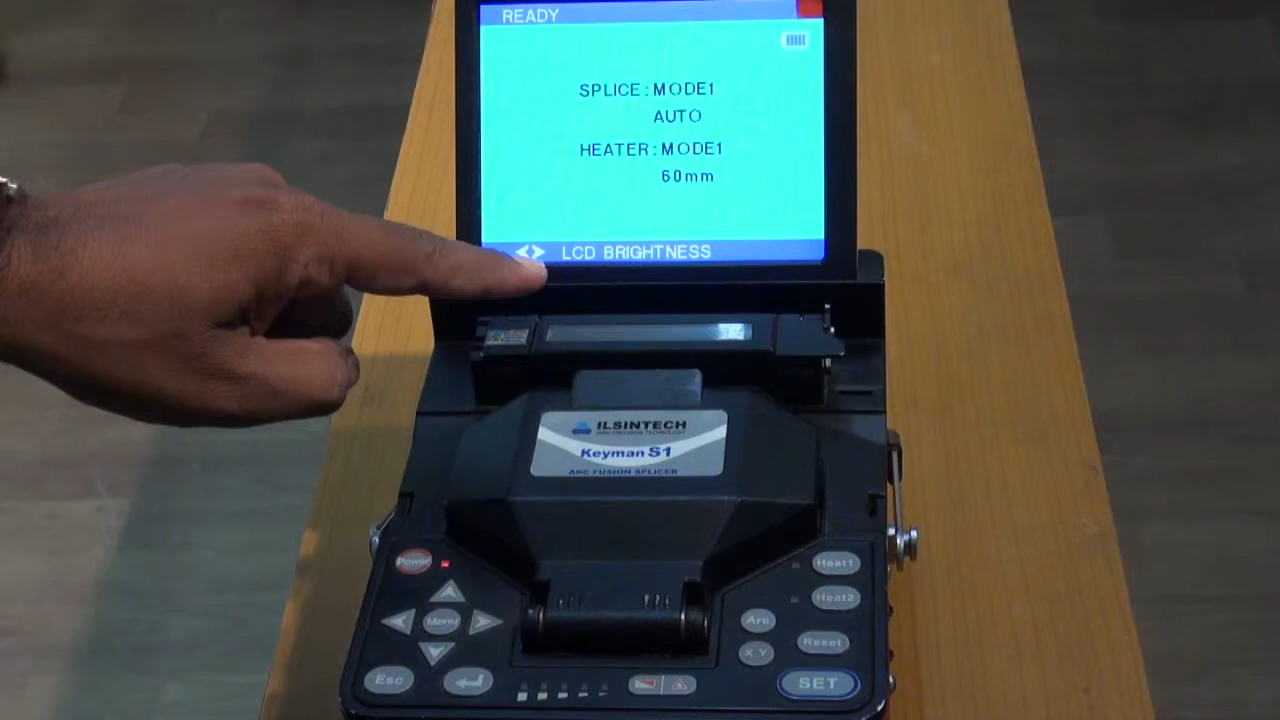 READY
SPLICE:MODE1
AUTO
HEATER:MODE1
60mm
<> LCD BRIGHTNESS
ILSINTECH
Keyman S1
ARC FUSION SPLICER
Power
Heat1
Heat2
Menu
Arc
Reset
X Y
Esc
SET